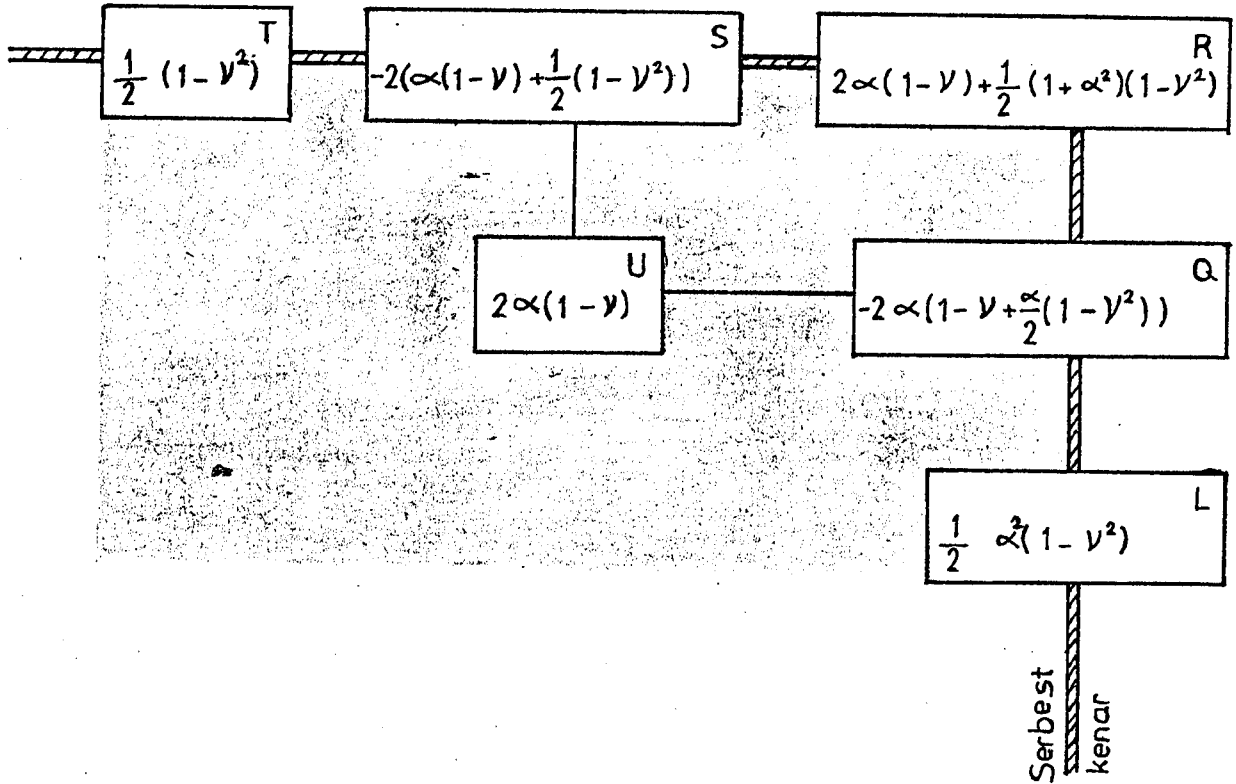 T
1/2 (1-ν²)
S
-2(α(1-ν)+1/2(1-ν²))
R
2α(1-ν)+1/2(1+α²)(1-ν²)
U
2α(1-ν)
Q
-2α(1-ν+α/2(1-ν²))
L
1/2 α²(1-ν²)
Serbest
kenar